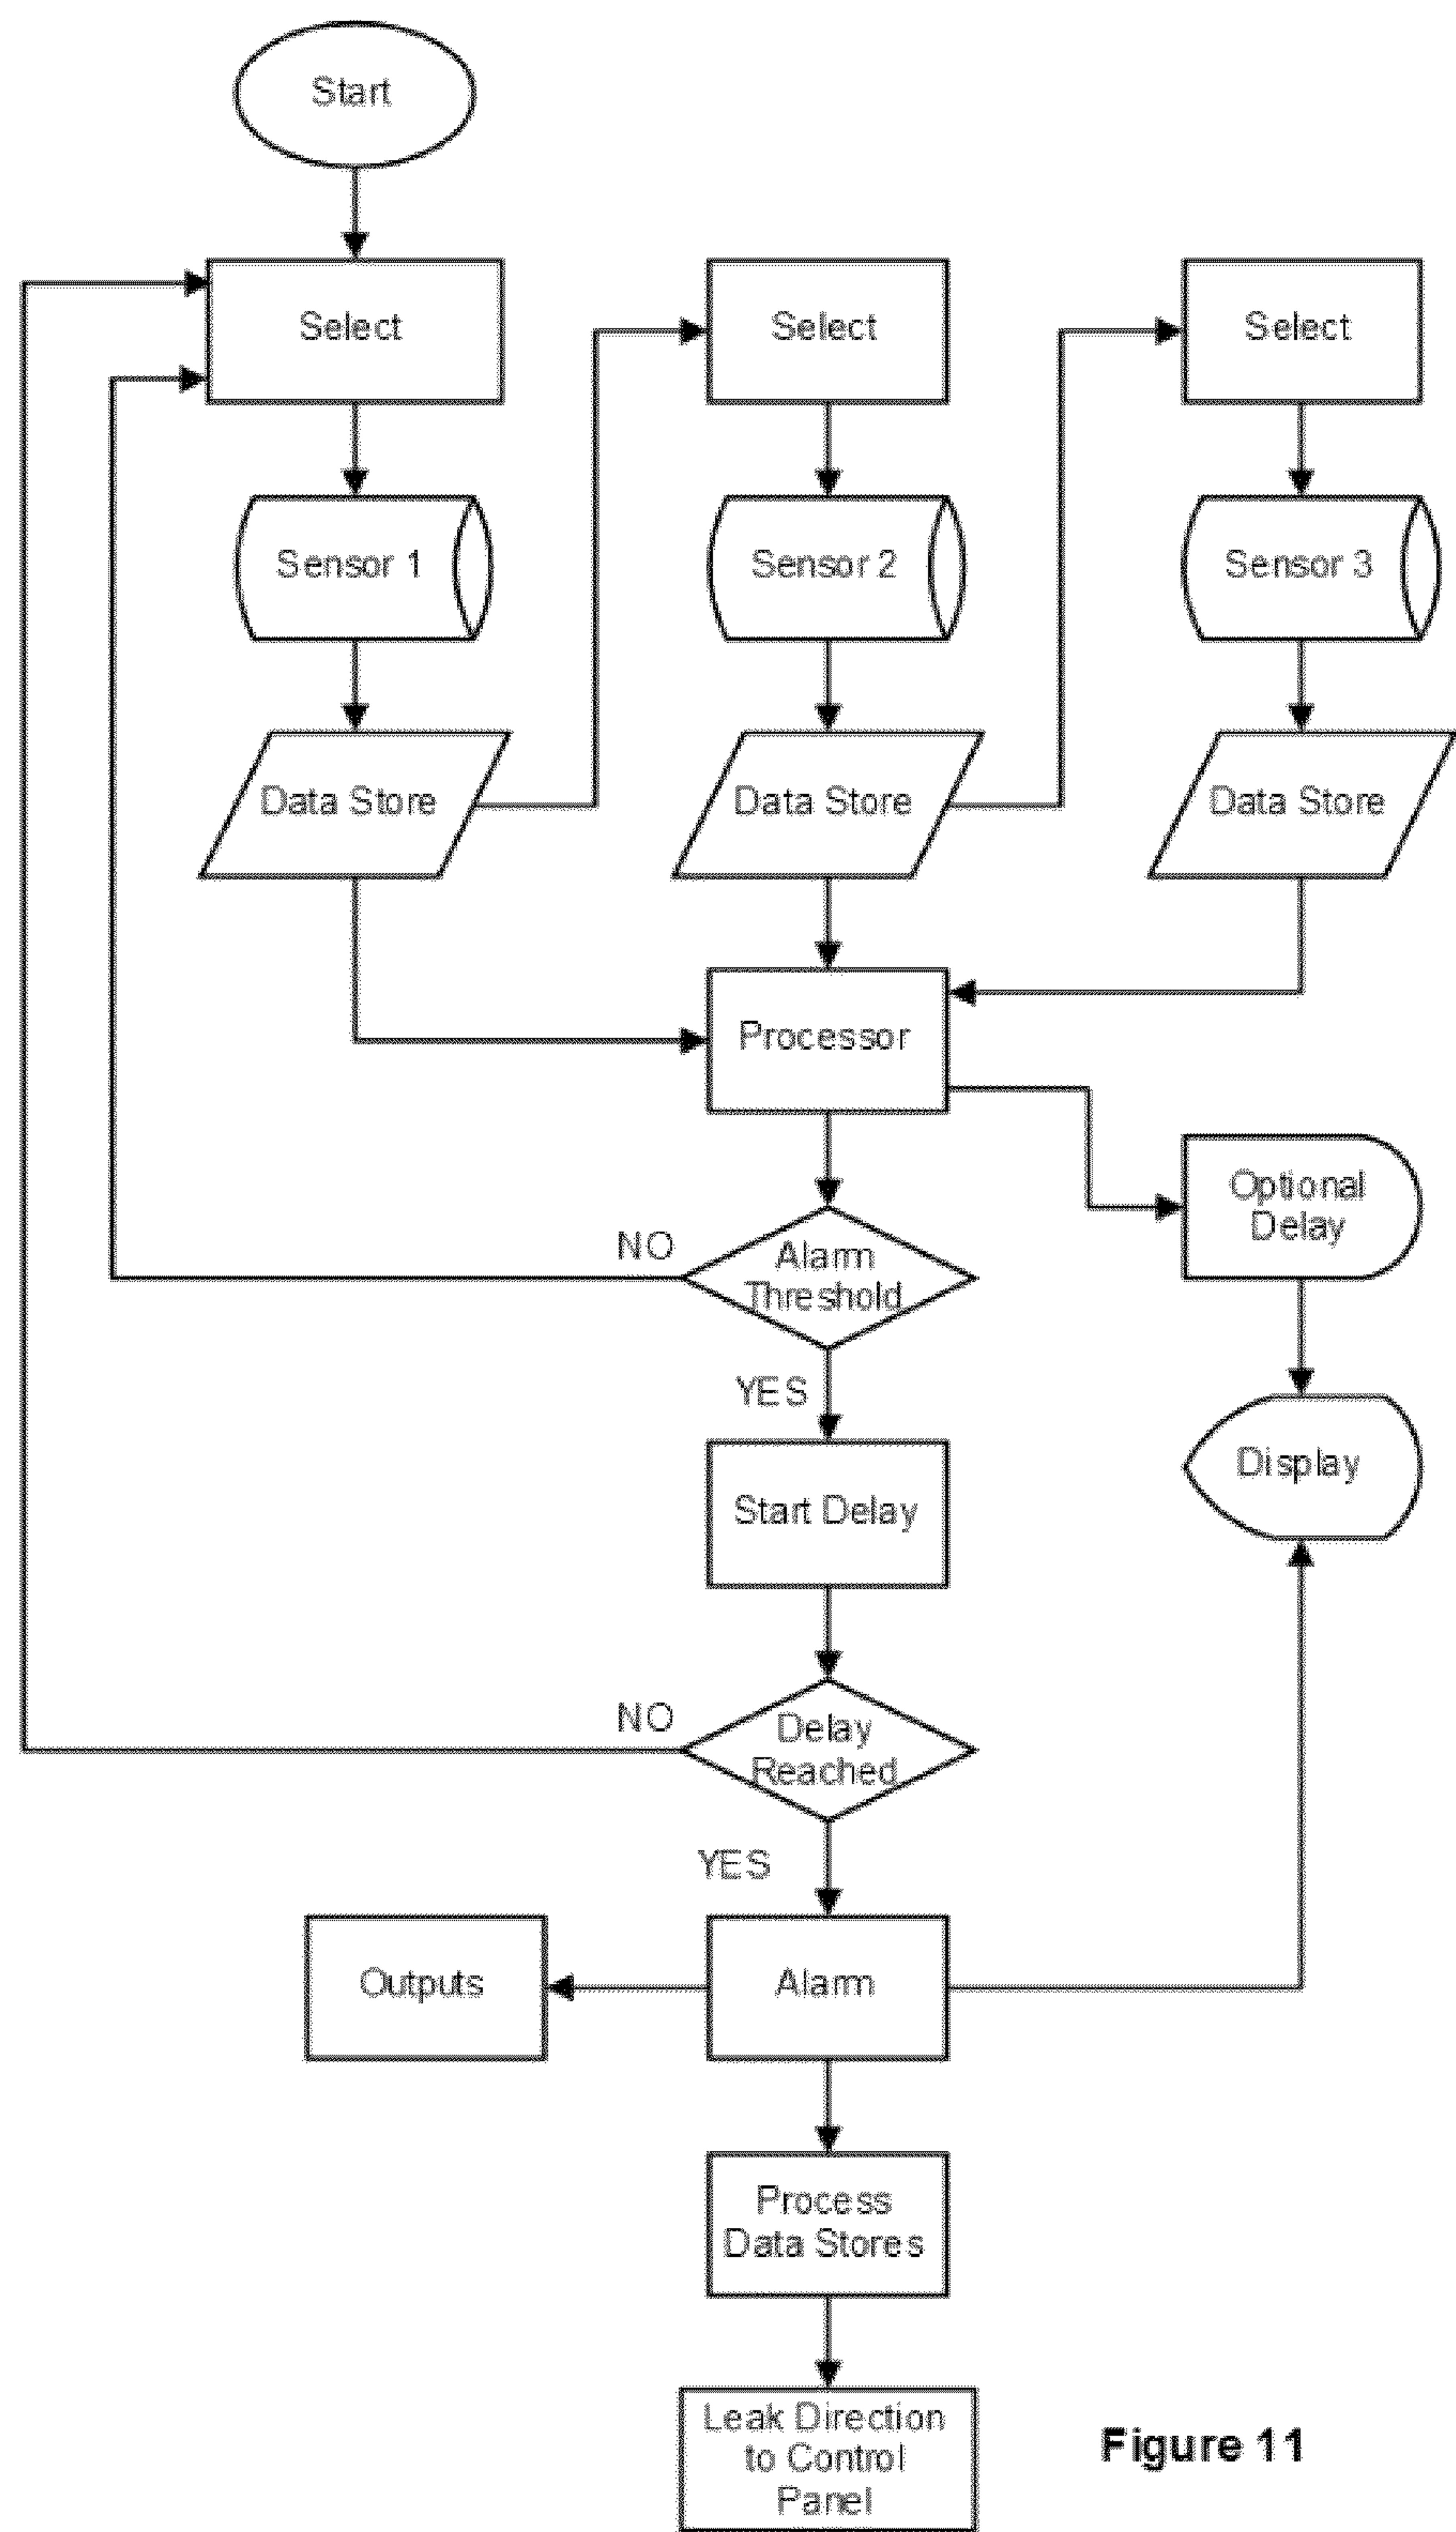 Start
Select
Select
Select
Sensor 1
Sensor 2
Sensor 3
Data Store
Data Store
Data Store
Processor
Optional
Delay
NO
Alarm
Threshold
YES
Display
Start Delay
NO
Delay
Reached
YES
Outputs
Alarm
Process
Data Stores
Leak Direction
to Control
Panel
Figure 11